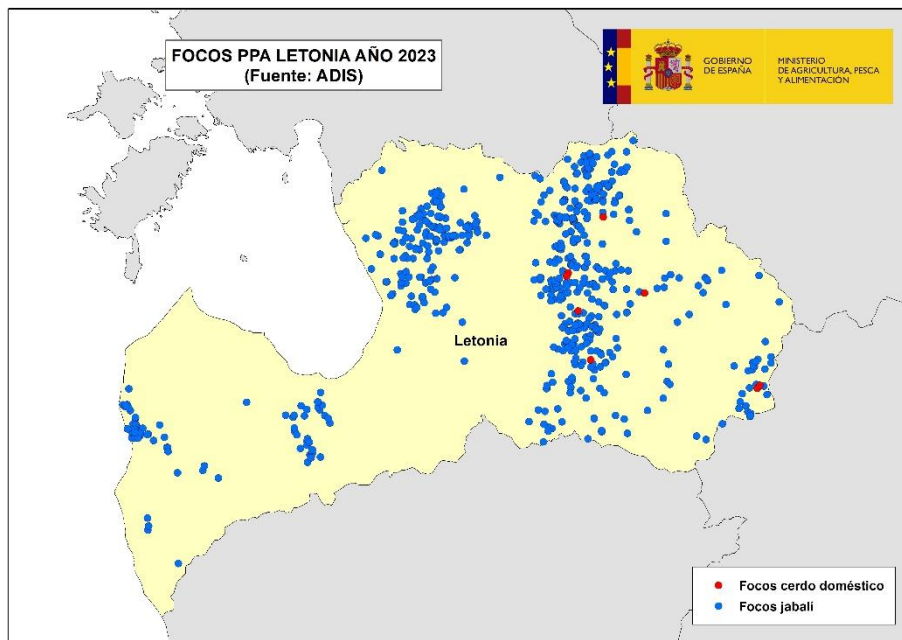 FOCOS PPA LETONIA AÑO 2023
(Fuente: ADIS)
GOBIERNO
DE ESPAÑA
MINISTERIO
DE AGRICULTURA, PESCA
Y ALIMENTACIÓN
Letonia
Focos cerdo doméstico
Focos jabalí